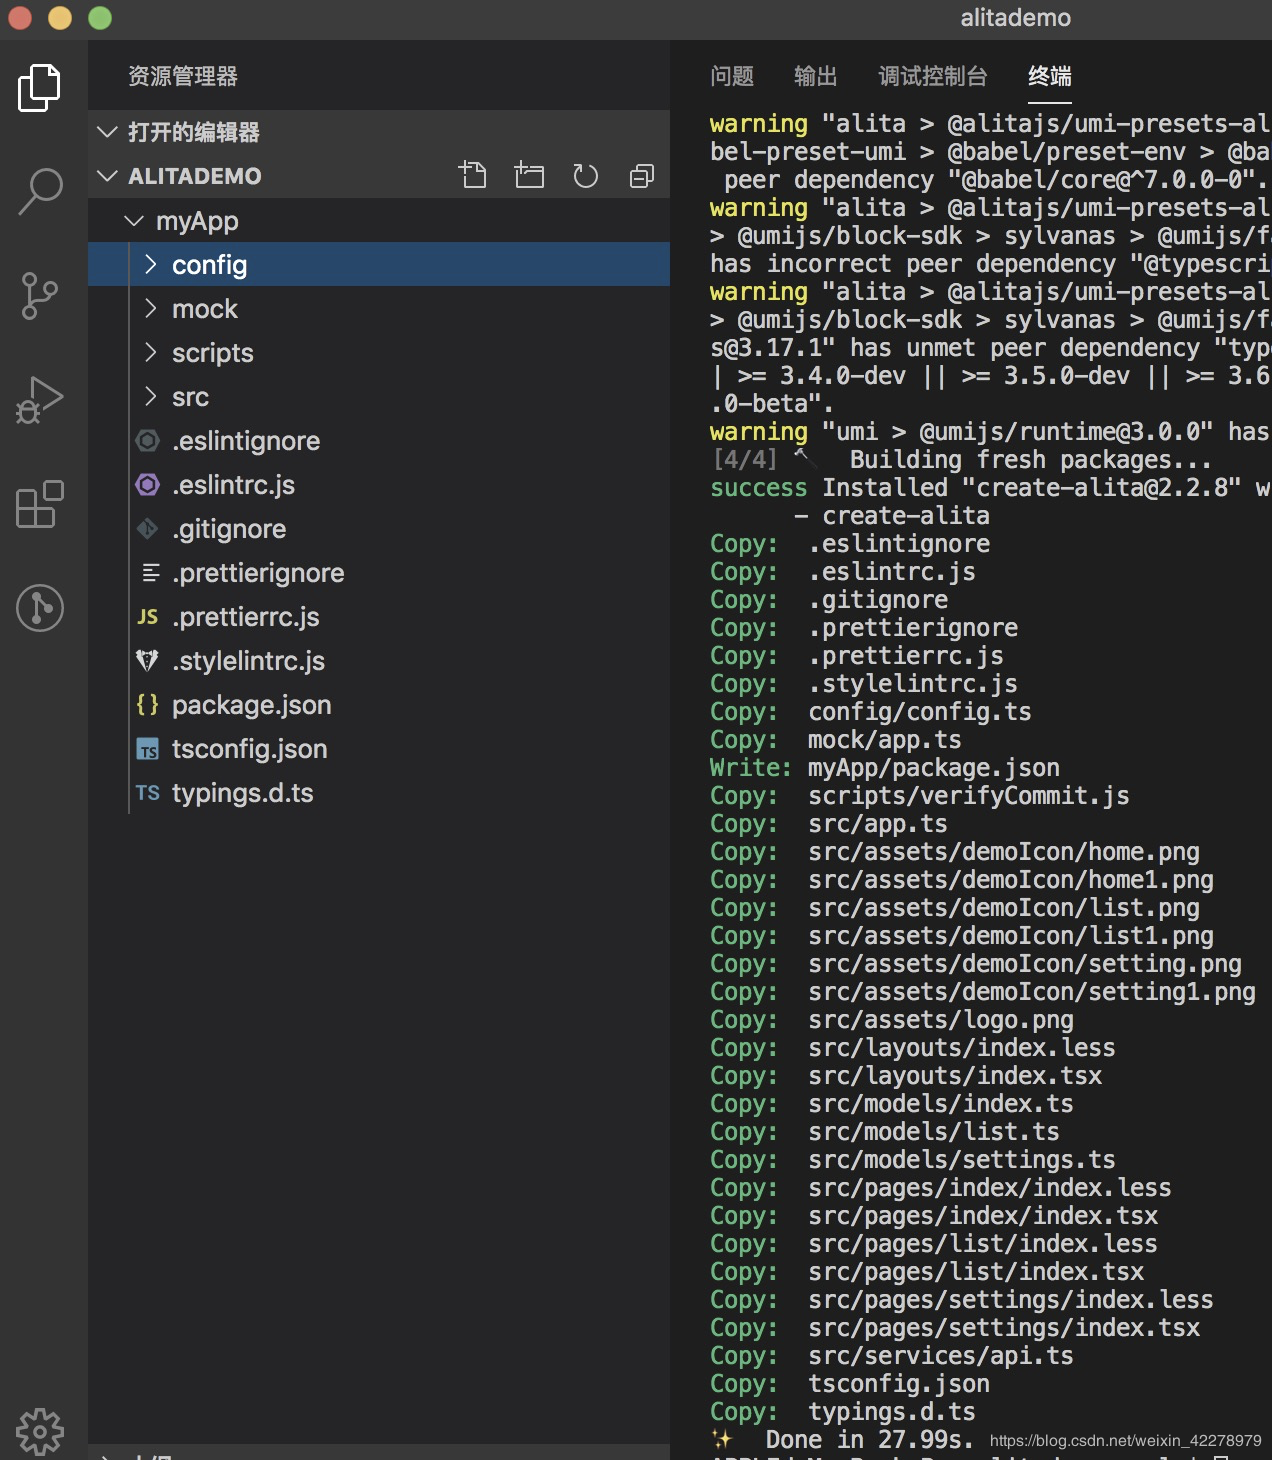 alitademo
资源管理器
打开的编辑器
ALITADEMO
myApp
config
mock
scripts
src
.eslintignore
.eslintrc.js
.gitignore
.prettierignore
JS .prettierrc.js
.stylelintrc.js
{ } package.json
TS tsconfig.json
TS typings.d.ts
问题 输出 调试控制台 终端
warning "alita > @alitajs/umi-presets-al
bel-preset-umi > @babel/preset-env > @ba
peer dependency "@babel/core@^7.0.0-0".
warning "alita > @alitajs/umi-presets-al
> @umijs/block-sdk > sylvanas > @umijs/fa
has incorrect peer dependency "@typescri
warning "alita > @alitajs/umi-presets-al
> @umijs/block-sdk > sylvanas > @umijs/fa
s@3.17.1" has unmet peer dependency "type
| >= 3.4.0-dev || >= 3.5.0-dev || >= 3.6
.0-beta".
warning "umi > @umijs/runtime@3.0.0" has
[4/4] 🔨 Building fresh packages...
success Installed "create-alita@2.2.8" w
- create-alita
Copy: .eslintignore
Copy: .eslintrc.js
Copy: .gitignore
Copy: .prettierignore
Copy: .prettierrc.js
Copy: .stylelintrc.js
Copy: config/config.ts
Copy: mock/app.ts
Write: myApp/package.json
Copy: scripts/verifyCommit.js
Copy: src/app.ts
Copy: src/assets/demoIcon/home.png
Copy: src/assets/demoIcon/home1.png
Copy: src/assets/demoIcon/list.png
Copy: src/assets/demoIcon/list1.png
Copy: src/assets/demoIcon/setting.png
Copy: src/assets/demoIcon/setting1.png
Copy: src/assets/logo.png
Copy: src/layouts/index.less
Copy: src/layouts/index.tsx
Copy: src/models/index.ts
Copy: src/models/list.ts
Copy: src/models/settings.ts
Copy: src/pages/index/index.less
Copy: src/pages/index/index.tsx
Copy: src/pages/list/index.less
Copy: src/pages/list/index.tsx
Copy: src/pages/settings/index.less
Copy: src/pages/settings/index.tsx
Copy: src/services/api.ts
Copy: tsconfig.json
Copy: typings.d.ts
✨ Done in 27.99s.
https://blog.csdn.net/weixin_42278979